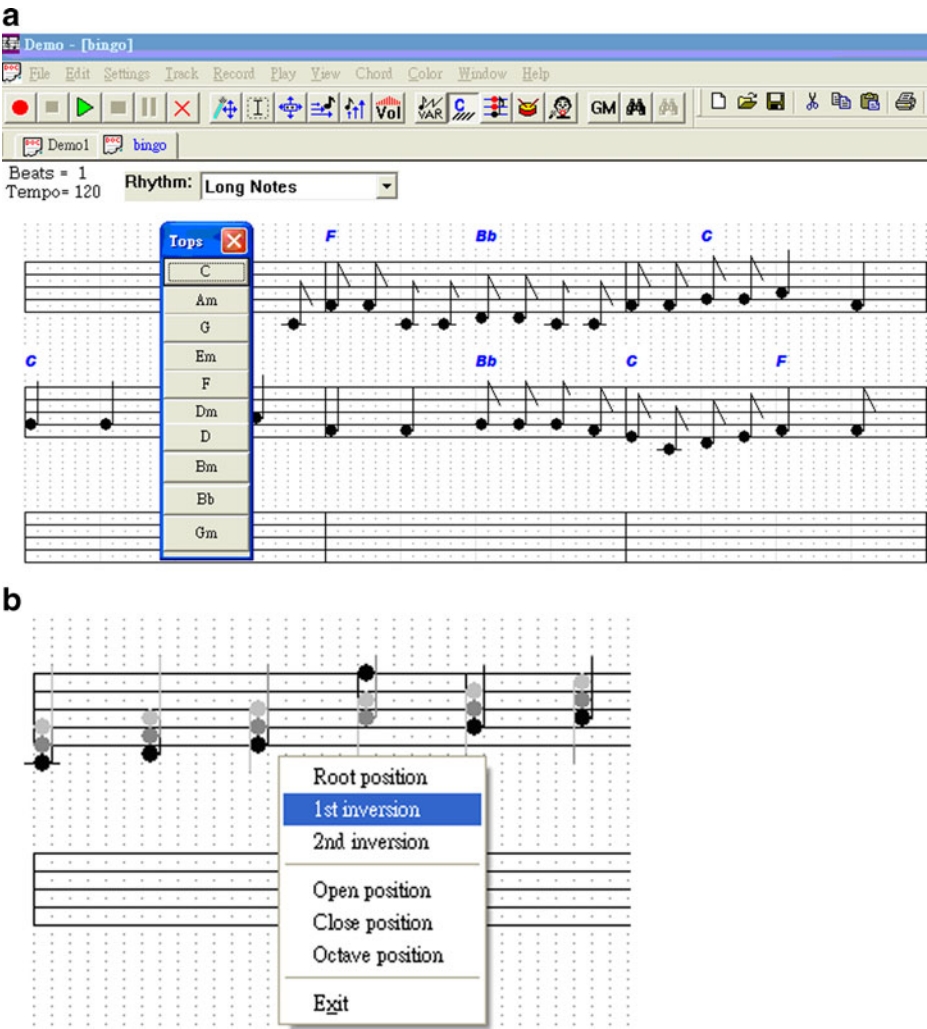 a
Demo - [bingo]
File Edit Settings Track Record Play View Chord Color Window Help
Vol VAR C GM
Demo1 bingo
Beats = 1
Tempo= 120
Rhythm: Long Notes
Tops
F Bb C
C
Am
G
Em
C Bb C F
F
Dm
D
Bm
Bb
Gm
b
Root position
1st inversion
2nd inversion
Open position
Close position
Octave position
Exit